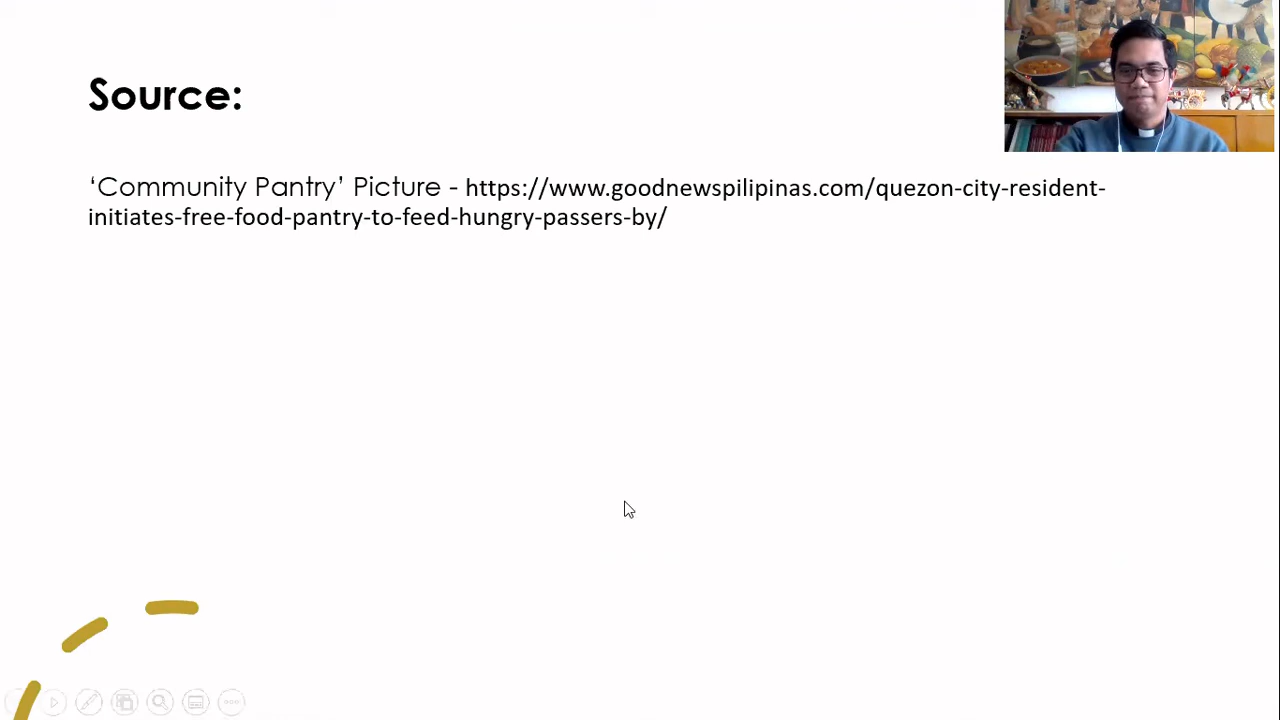 Source:
‘Community Pantry’ Picture - https://www.goodnewspilipinas.com/quezon-city-resident-
initiates-free-food-pantry-to-feed-hungry-passers-by/